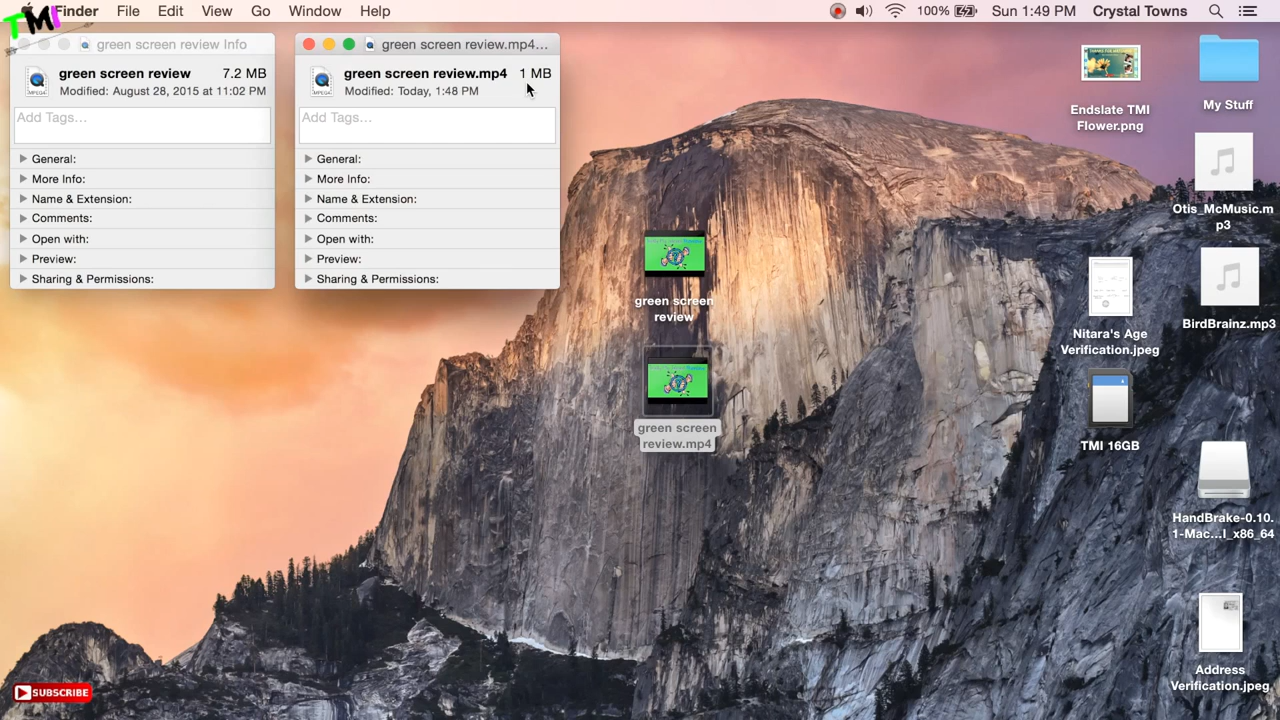 TMI
Finder File Edit View Go Window Help
100% Sun 1:49 PM Crystal Towns
green screen review Info
green screen review 7.2 MB
Modified: August 28, 2015 at 11:02 PM
Add Tags...
General:
More Info:
Name & Extension:
Comments:
Open with:
Preview:
Sharing & Permissions:
green screen review.mp4...
green screen review.mp4 1 MB
Modified: Today, 1:48 PM
Add Tags...
General:
More Info:
Name & Extension:
Comments:
Open with:
Preview:
Sharing & Permissions:
green screen
review
green screen
review.mp4
Endslate TMI
Flower.png
My Stuff
Otis_McMusic.m
p3
Nitara's Age
Verification.jpeg
BirdBrainz.mp3
TMI 16GB
HandBrake-0.10.
1-Mac...I_x86_64
Address
Verification.jpeg
SUBSCRIBE